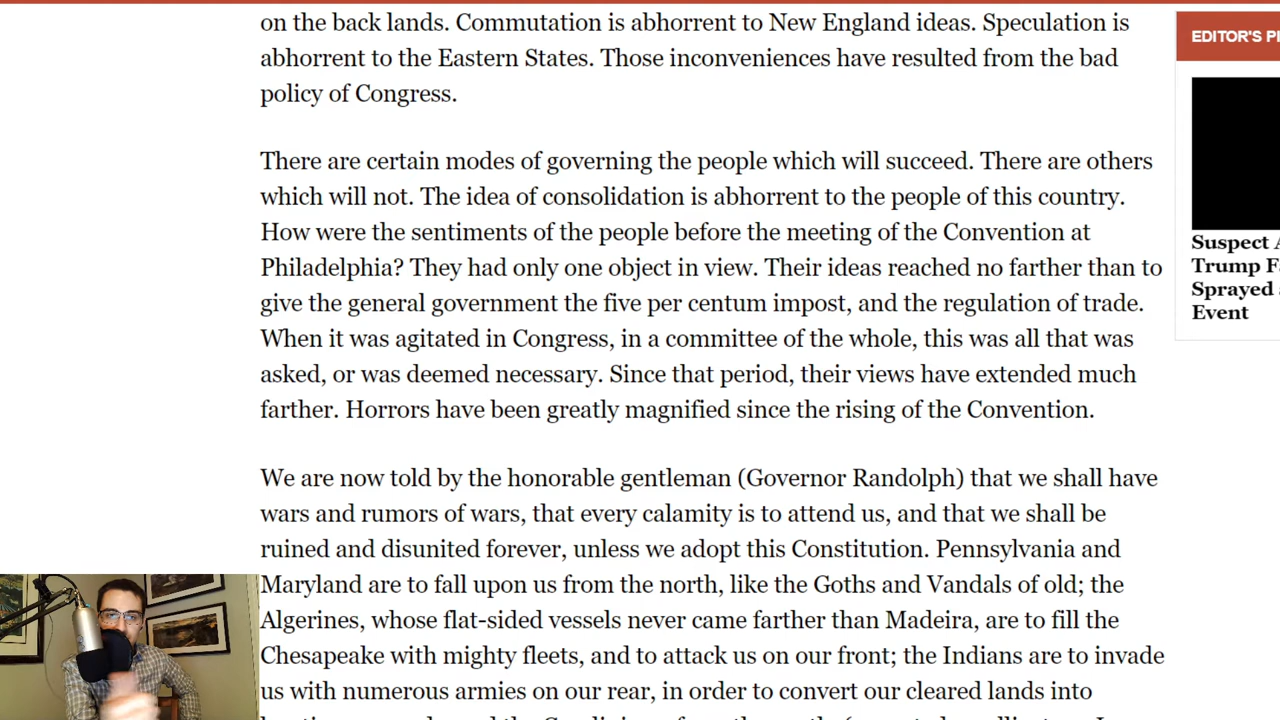 on the back lands. Commutation is abhorrent to New England ideas. Speculation is
abhorrent to the Eastern States. Those inconveniences have resulted from the bad
policy of Congress.
There are certain modes of governing the people which will succeed. There are others
which will not. The idea of consolidation is abhorrent to the people of this country.
How were the sentiments of the people before the meeting of the Convention at
Philadelphia? They had only one object in view. Their ideas reached no farther than to
give the general government the five per centum impost, and the regulation of trade.
When it was agitated in Congress, in a committee of the whole, this was all that was
asked, or was deemed necessary. Since that period, their views have extended much
farther. Horrors have been greatly magnified since the rising of the Convention.
We are now told by the honorable gentleman (Governor Randolph) that we shall have
wars and rumors of wars, that every calamity is to attend us, and that we shall be
ruined and disunited forever, unless we adopt this Constitution. Pennsylvania and
Maryland are to fall upon us from the north, like the Goths and Vandals of old; the
Algerines, whose flat-sided vessels never came farther than Madeira, are to fill the
Chesapeake with mighty fleets, and to attack us on our front; the Indians are to invade
us with numerous armies on our rear, in order to convert our cleared lands into
EDITOR'S PI
Suspect A
Trump F
Sprayed
Event